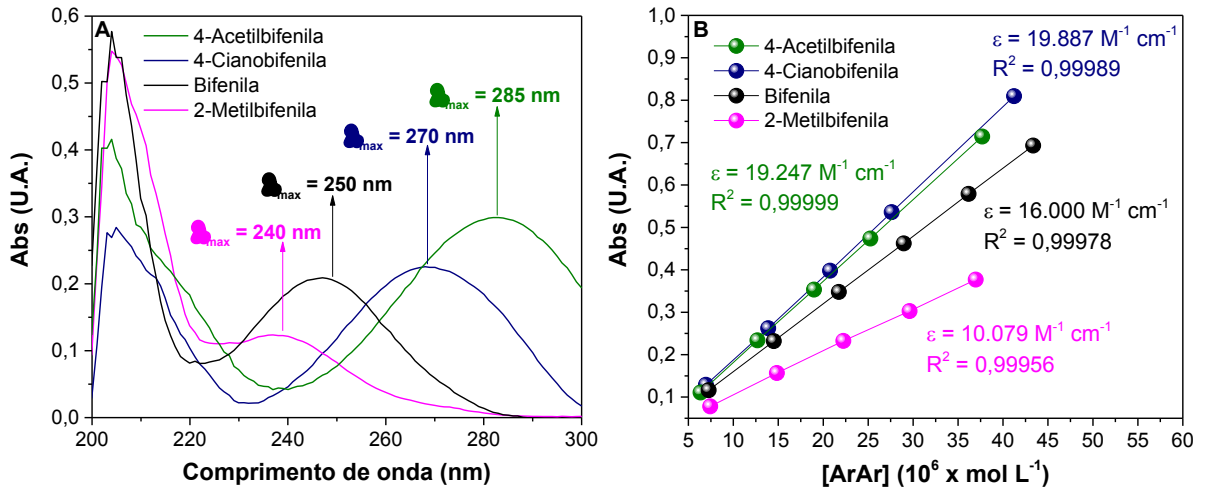 A
4-Acetilbifenila
4-Cianobifenila
Bifenila
2-Metilbifenila
max = 285 nm
max = 270 nm
max = 250 nm
max = 240 nm
Abs (U.A.)
0,6
0,5
0,4
0,3
0,2
0,1
0,0
200 220 240 260 280 300
Comprimento de onda (nm)
B
4-Acetilbifenila
4-Cianobifenila
Bifenila
2-Metilbifenila
ε = 19.887 M⁻¹ cm⁻¹
R² = 0,99989
ε = 19.247 M⁻¹ cm⁻¹
R² = 0,99999
ε = 16.000 M⁻¹ cm⁻¹
R² = 0,99978
ε = 10.079 M⁻¹ cm⁻¹
R² = 0,99956
Abs (U.A.)
1,0
0,9
0,8
0,7
0,6
0,5
0,4
0,3
0,2
0,1
5 10 15 20 25 30 35 40 45 50 55 60
[ArAr] (10⁶ x mol L⁻¹)